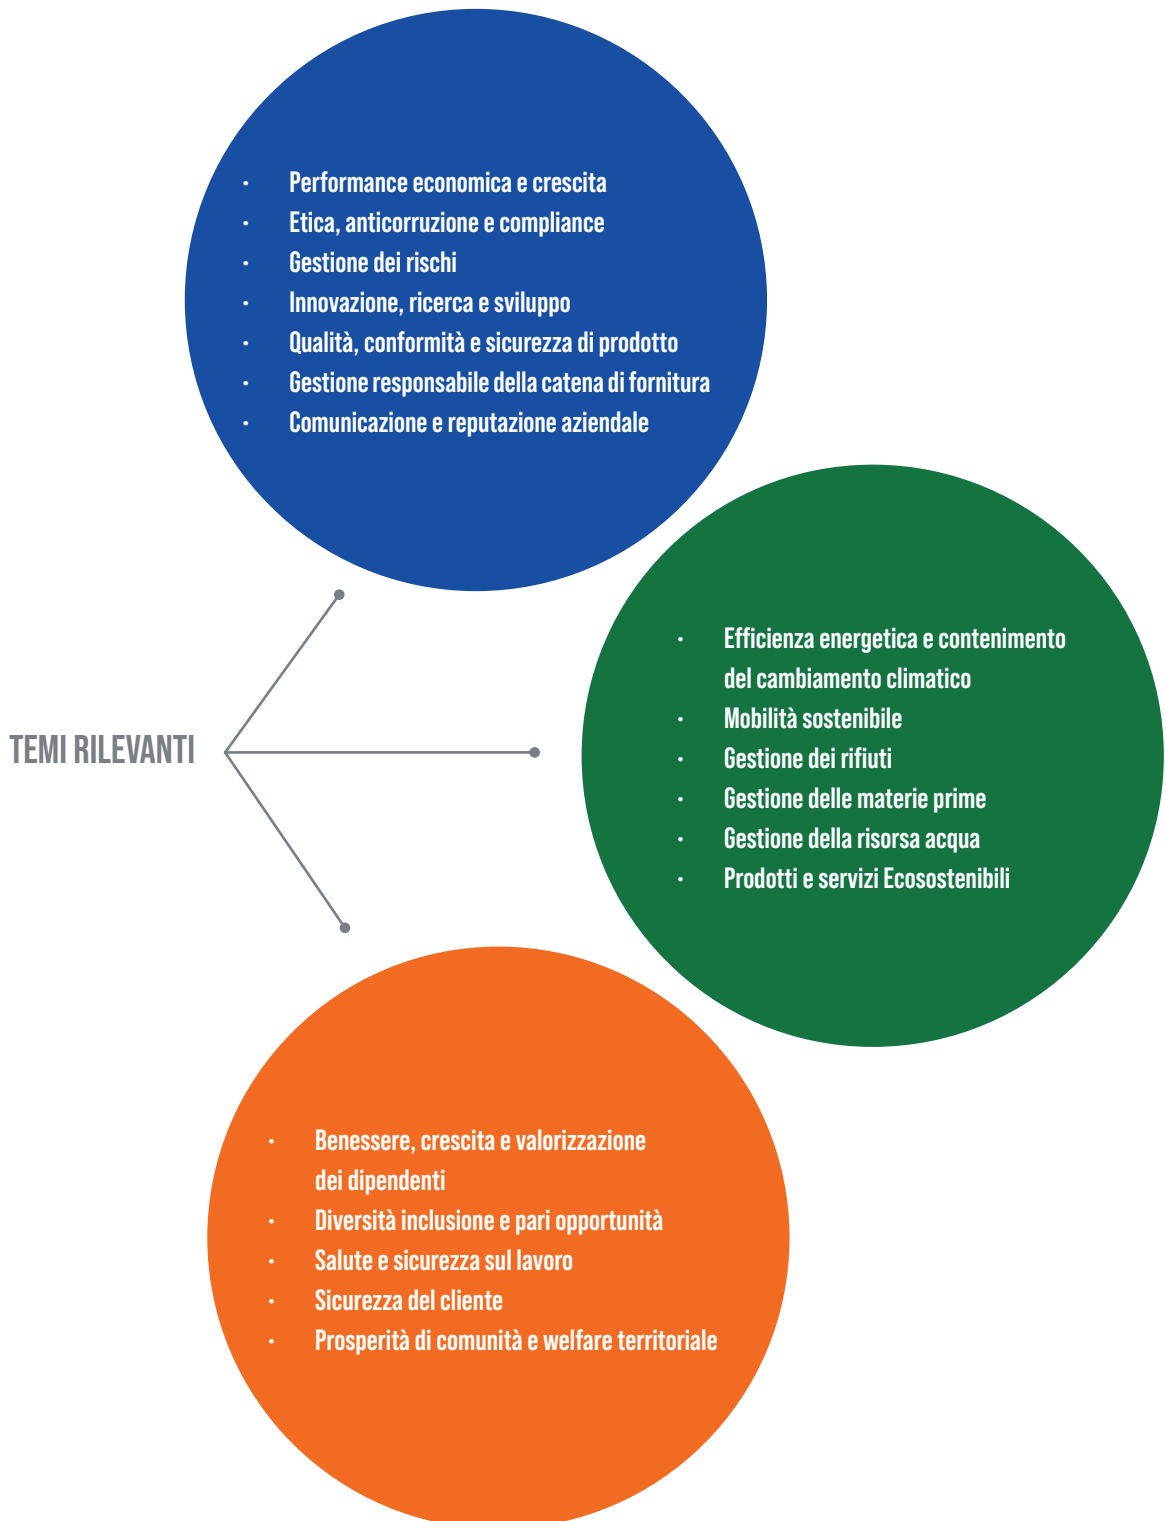 · Performance economica e crescita
· Etica, anticorruzione e compliance
· Gestione dei rischi
· Innovazione, ricerca e sviluppo
· Qualità, conformità e sicurezza di prodotto
· Gestione responsabile della catena di fornitura
· Comunicazione e reputazione aziendale
TEMI RILEVANTI
· Efficienza energetica e contenimento
del cambiamento climatico
· Mobilità sostenibile
· Gestione dei rifiuti
· Gestione delle materie prime
· Gestione della risorsa acqua
· Prodotti e servizi Ecosostenibili
· Benessere, crescita e valorizzazione
dei dipendenti
· Diversità inclusione e pari opportunità
· Salute e sicurezza sul lavoro
· Sicurezza del cliente
· Prosperità di comunità e welfare territoriale